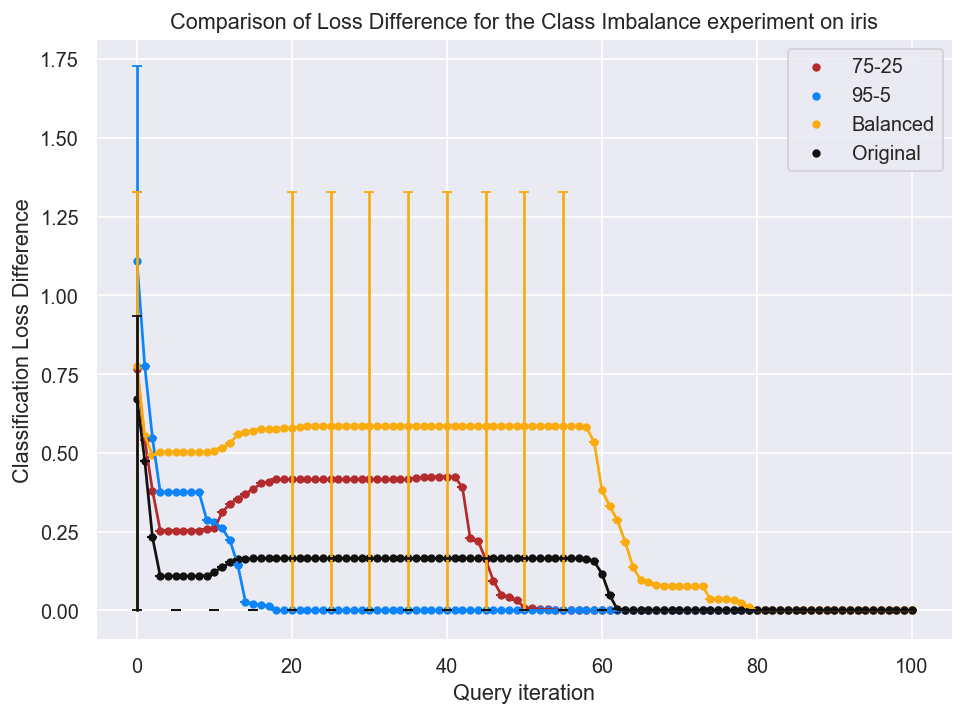 Comparison of Loss Difference for the Class Imbalance experiment on iris
75-25
95-5
Balanced
Original
Classification Loss Difference
1.75
1.50
1.25
1.00
0.75
0.50
0.25
0.00
0 20 40 60 80 100
Query iteration